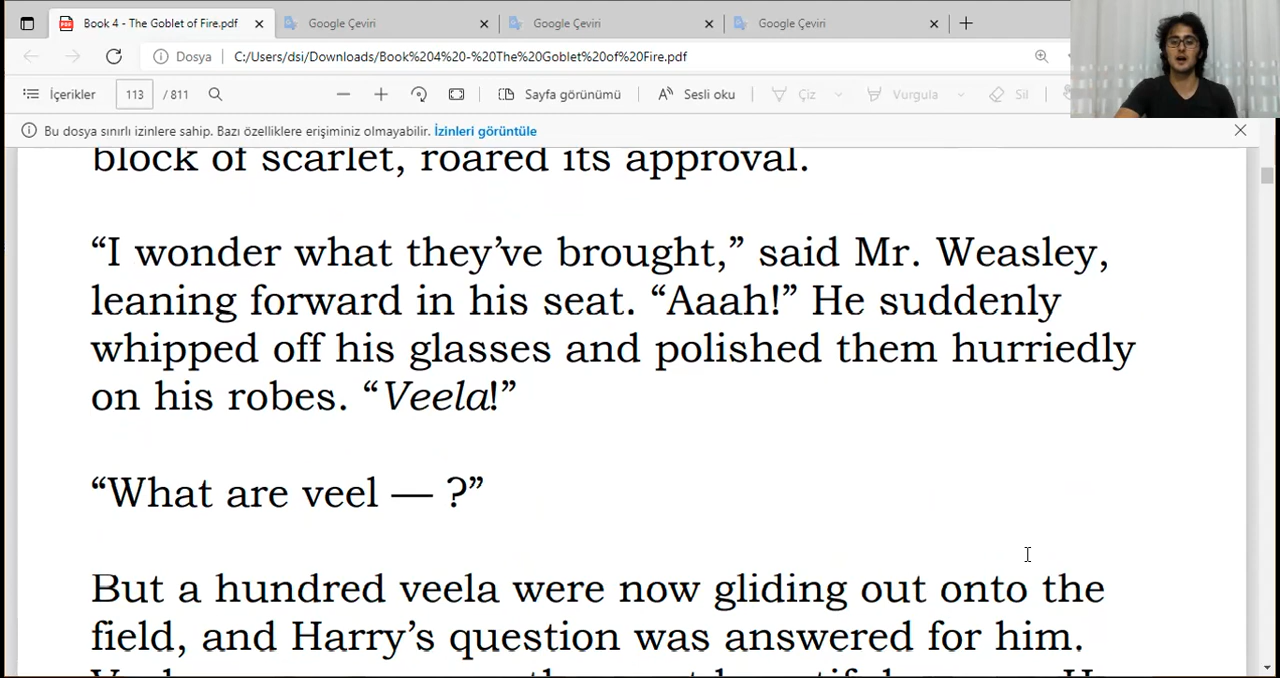 Book 4 - The Goblet of Fire.pdf
Google Çeviri
Google Çeviri
Google Çeviri
Dosya C:/Users/dsi/Downloads/Book%204%20-%20The%20Goblet%20of%20Fire.pdf
İçerikler 113 / 811 Sayfa görünümü Sesli oku Çiz Vurgula Sil
Bu dosya sınırlı izinlere sahip. Bazı özelliklere erişiminiz olmayabilir. İzinleri görüntüle
block of scarlet, roared its approval.
“I wonder what they’ve brought,” said Mr. Weasley,
leaning forward in his seat. “Aaah!” He suddenly
whipped off his glasses and polished them hurriedly
on his robes. “Veela!”
“What are veel — ?”
But a hundred veela were now gliding out onto the
field, and Harry’s question was answered for him.